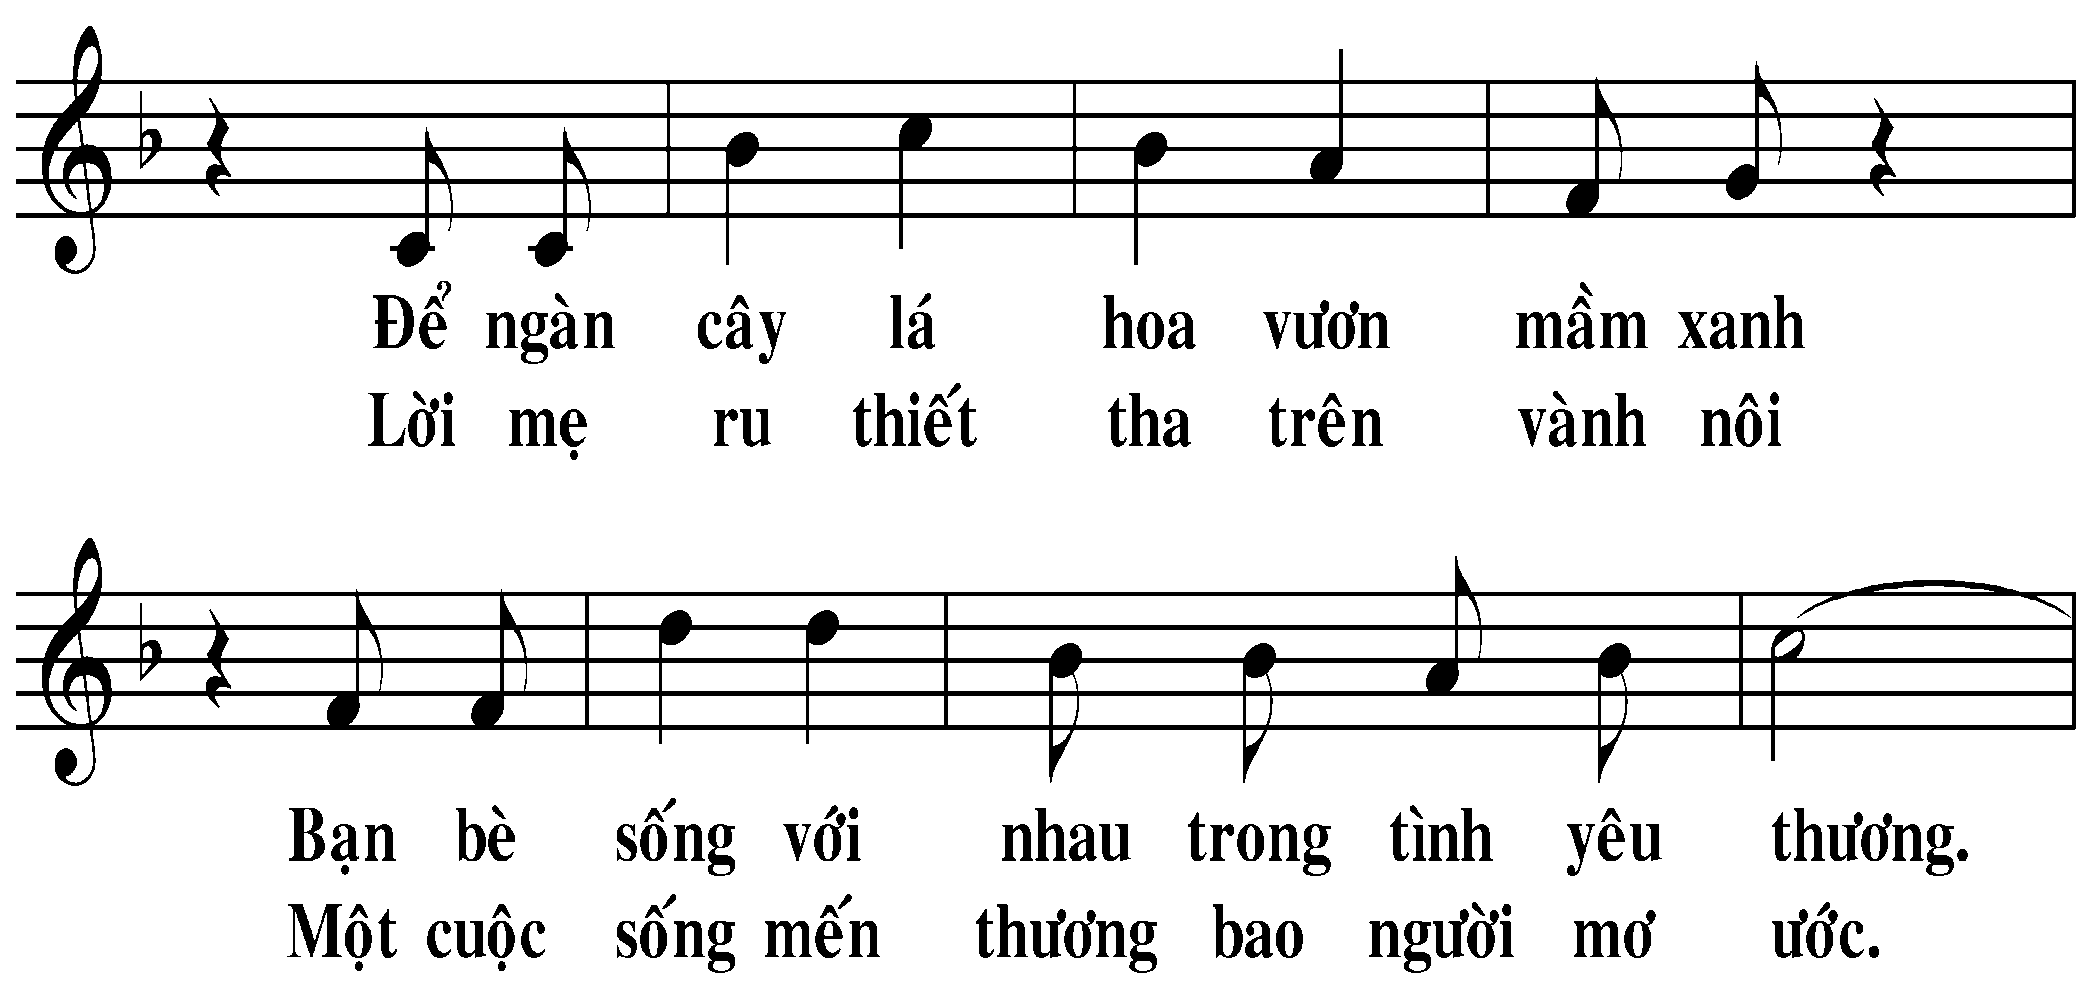 Để ngàn cây lá hoa vươn mầm xanh
Lời mẹ ru thiết tha trên vành nôi
Bạn bè sống với nhau trong tình yêu thương.
Một cuộc sống mến thương bao người mơ ước.